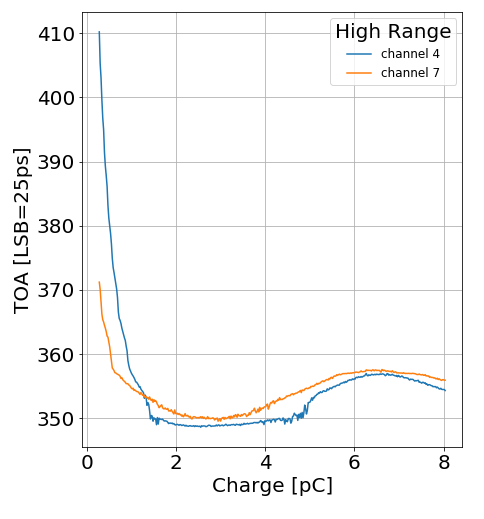 High Range
channel 4
channel 7
410
400
390
380
370
360
350
TOA [LSB=25ps]
0 2 4 6 8
Charge [pC]